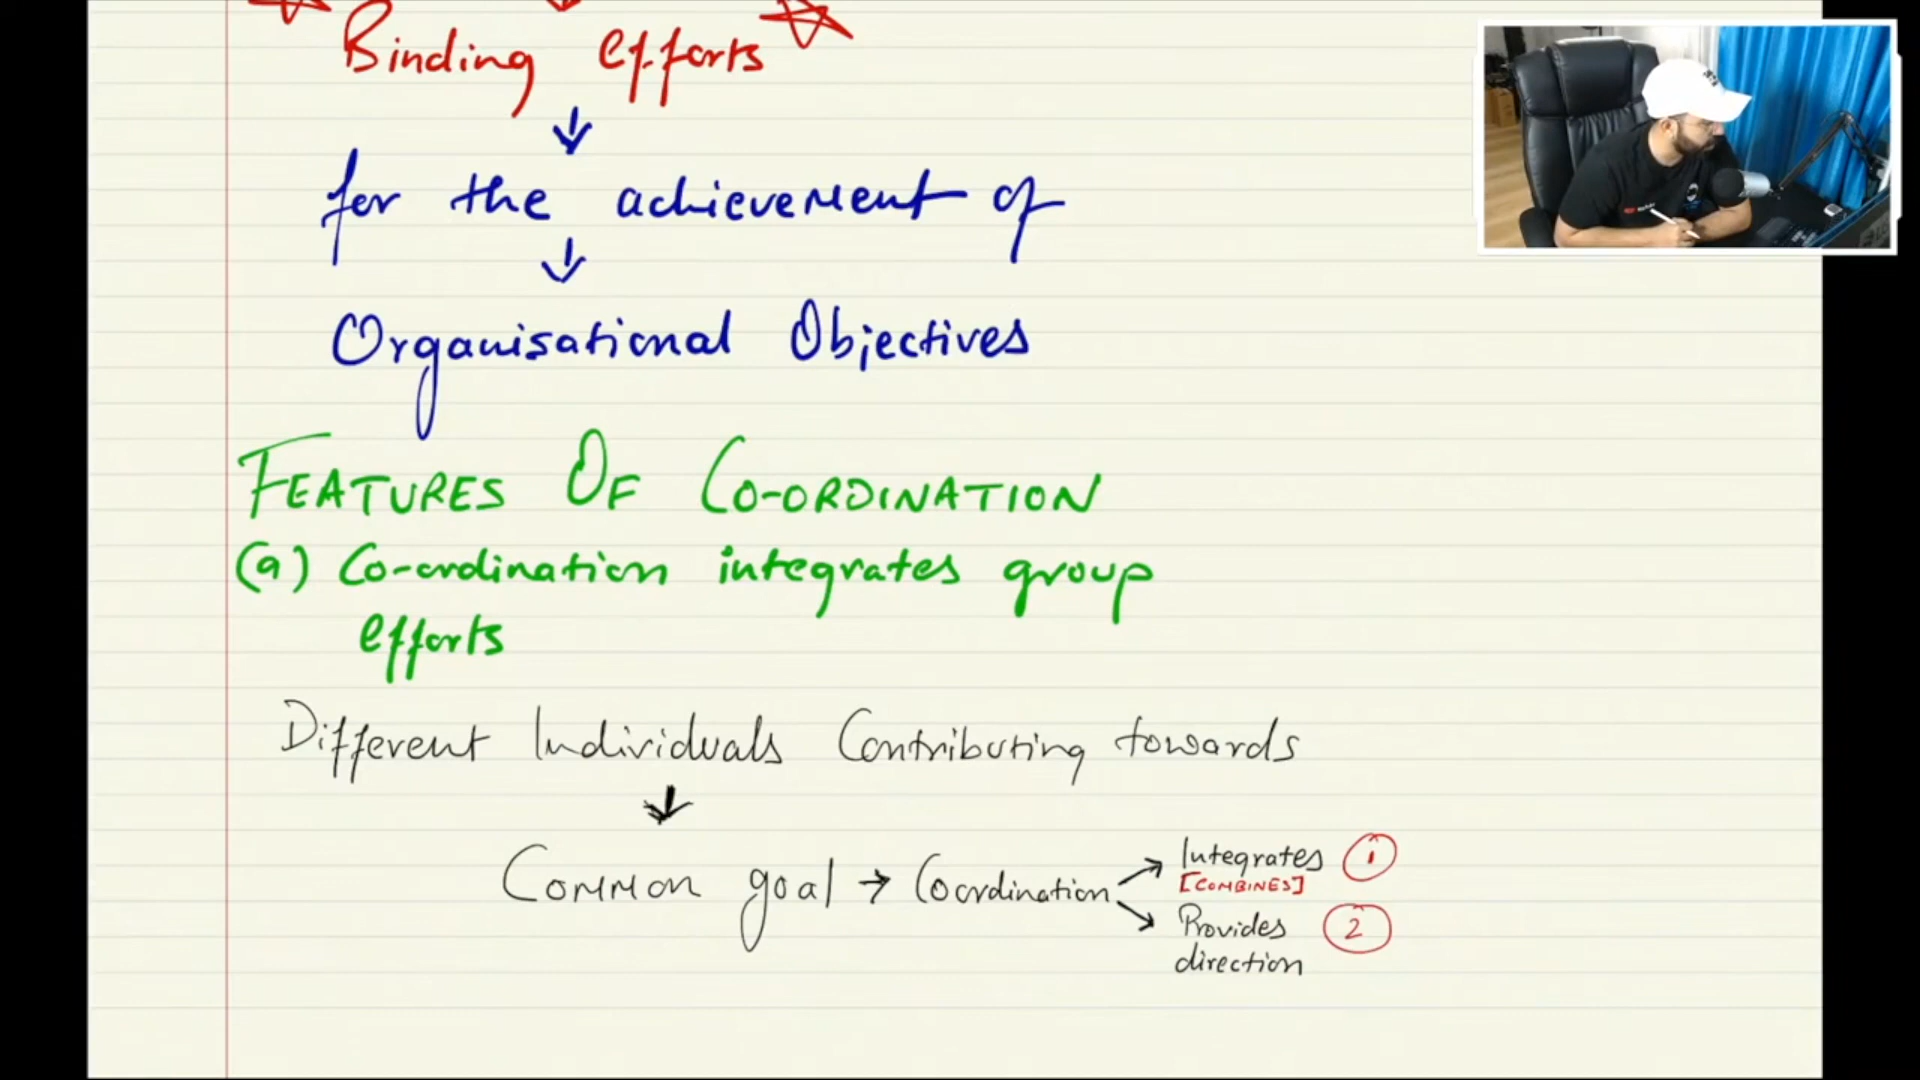 Binding efforts
for the achievement of
Organisational Objectives
FEATURES OF CO-ORDINATION
(a) Co-ordination integrates group
efforts
Different Individuals Contributing towards
Common goal → Coordination
Integrates 1
[COMBINES]
Provides 2
direction